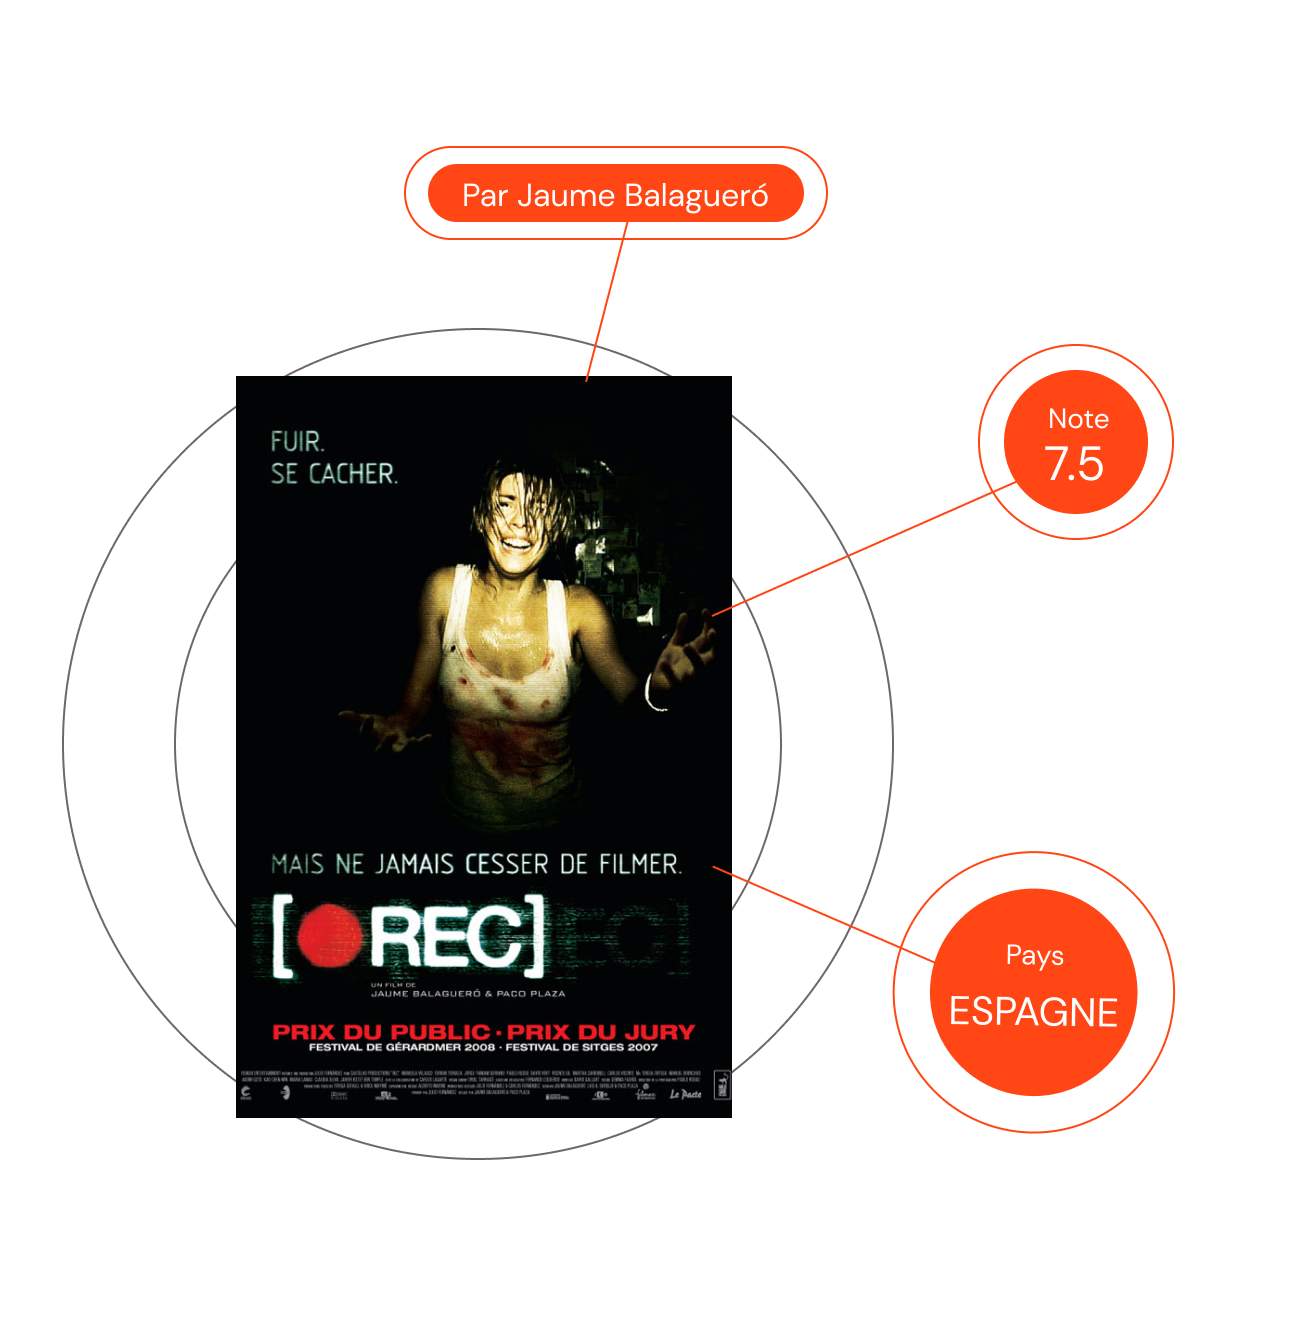 Par Jaume Balagueró
Note
7.5
FUIR.
SE CACHER.
MAIS NE JAMAIS CESSER DE FILMER.
[REC]
UN FILM DE
JAUME BALAGUERÓ & PACO PLAZA
PRIX DU PUBLIC · PRIX DU JURY
FESTIVAL DE GÉRARDMER 2008 · FESTIVAL DE SITGES 2007
Le Pacte
Pays
ESPAGNE